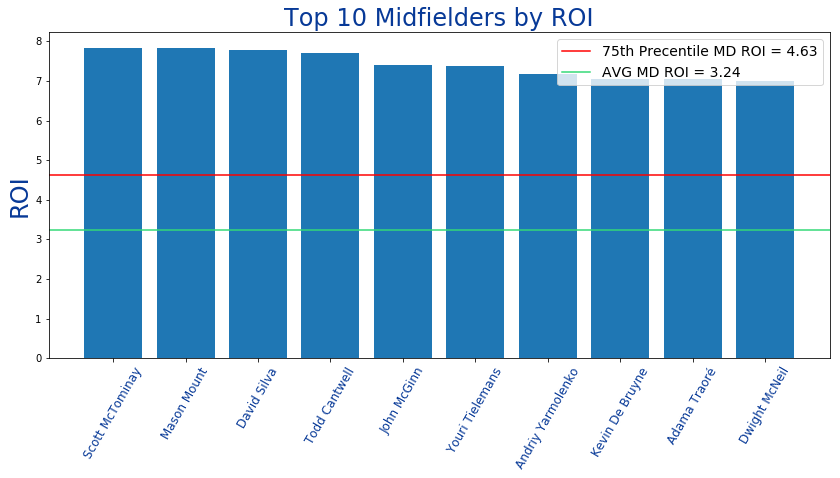 Top 10 Midfielders by ROI
75th Precentile MD ROI = 4.63
AVG MD ROI = 3.24
ROI
8
7
6
5
4
3
2
1
0
Scott McTominay
Mason Mount
David Silva
Todd Cantwell
John McGinn
Youri Tielemans
Andriy Yarmolenko
Kevin De Bruyne
Adama Traoré
Dwight McNeil